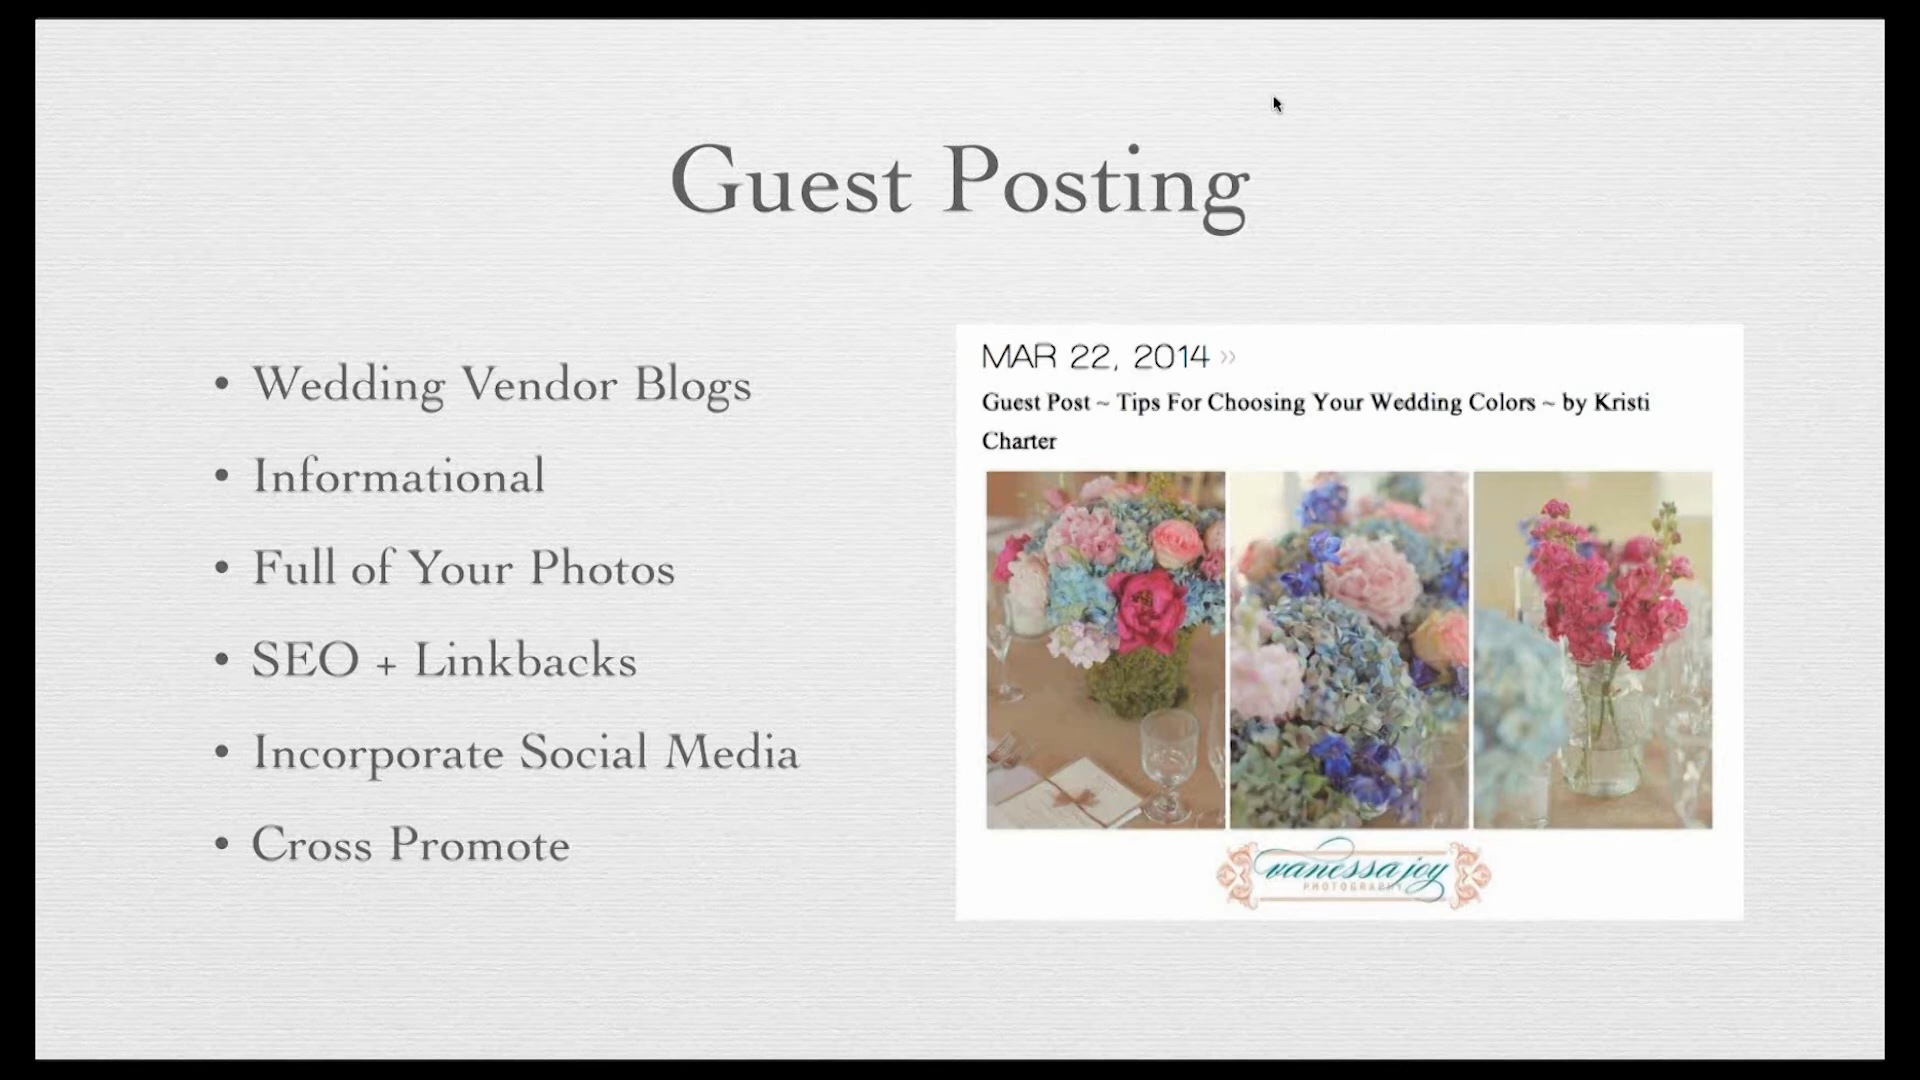 Guest Posting
• Wedding Vendor Blogs
• Informational
• Full of Your Photos
• SEO + Linkbacks
• Incorporate Social Media
• Cross Promote
MAR 22, 2014 »
Guest Post ~ Tips For Choosing Your Wedding Colors ~ by Kristi
Charter
vanessa joy
PHOTOGRAPHY